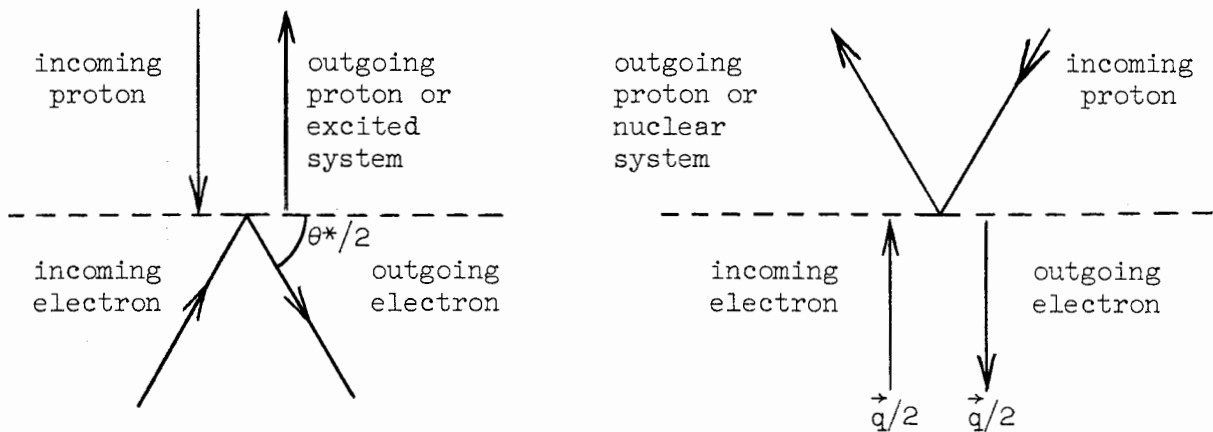 incoming
proton
outgoing
proton or
excited
system
θ*/2
incoming
electron
outgoing
electron
outgoing
proton or
nuclear
system
incoming
proton
incoming
electron
outgoing
electron
q⃗/2
q⃗/2